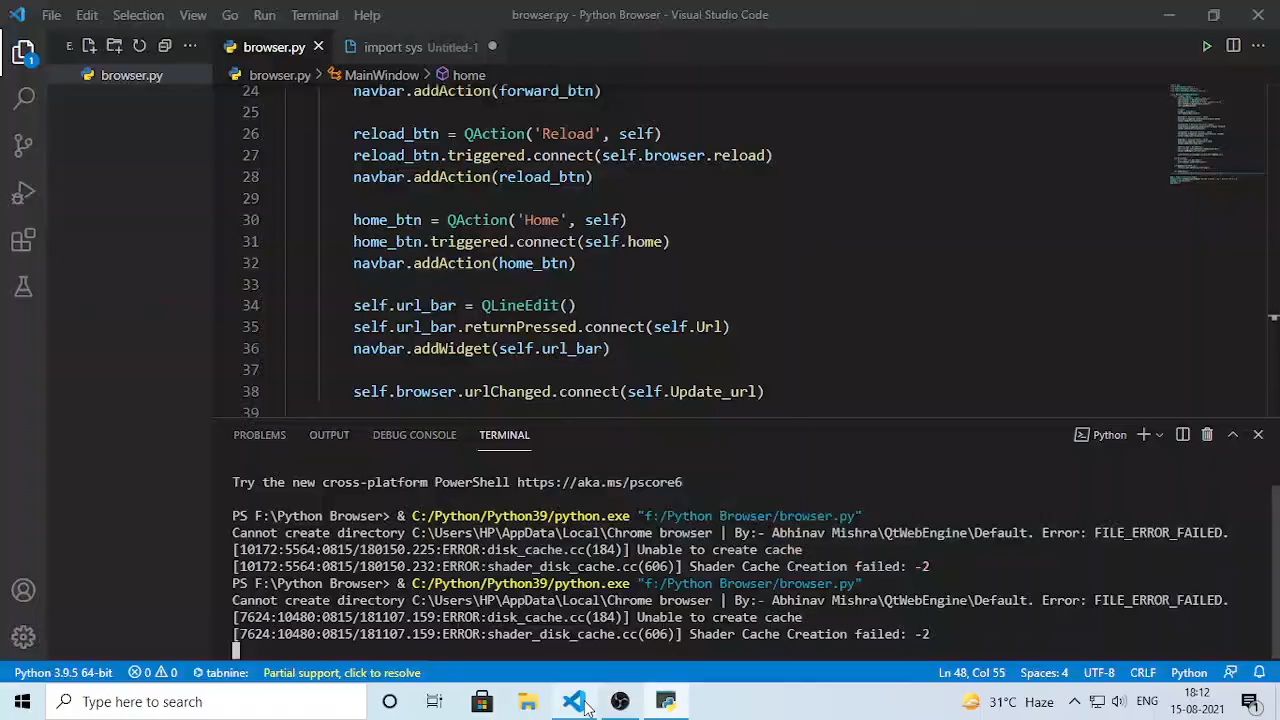 File Edit Selection View Go Run Terminal Help browser.py - Python Browser - Visual Studio Code
E. browser.py import sys Untitled-1
1 browser.py browser.py > MainWindow > home
24 navbar.addAction(forward_btn)
25
26 reload_btn = QAction('Reload', self)
27 reload_btn.triggered.connect(self.browser.reload)
28 navbar.addAction(reload_btn)
29
30 home_btn = QAction('Home', self)
31 home_btn.triggered.connect(self.home)
32 navbar.addAction(home_btn)
33
34 self.url_bar = QLineEdit()
35 self.url_bar.returnPressed.connect(self.Url)
36 navbar.addWidget(self.url_bar)
37
38 self.browser.urlChanged.connect(self.Update_url)
39
PROBLEMS OUTPUT DEBUG CONSOLE TERMINAL Python
Try the new cross-platform PowerShell https://aka.ms/pscore6
PS F:\Python Browser> & C:/Python/Python39/python.exe "f:/Python Browser/browser.py"
Cannot create directory C:\Users\HP\AppData\Local\Chrome browser | By:- Abhinav Mishra\QtWebEngine\Default. Error: FILE_ERROR_FAILED.
[10172:5564:0815/180150.225:ERROR:disk_cache.cc(184)] Unable to create cache
[10172:5564:0815/180150.232:ERROR:shader_disk_cache.cc(606)] Shader Cache Creation failed: -2
PS F:\Python Browser> & C:/Python/Python39/python.exe "f:/Python Browser/browser.py"
Cannot create directory C:\Users\HP\AppData\Local\Chrome browser | By:- Abhinav Mishra\QtWebEngine\Default. Error: FILE_ERROR_FAILED.
[7624:10480:0815/181107.159:ERROR:disk_cache.cc(184)] Unable to create cache
[7624:10480:0815/181107.159:ERROR:shader_disk_cache.cc(606)] Shader Cache Creation failed: -2
Python 3.9.5 64-bit 0 0 tabnine: Partial support, click to resolve Ln 48, Col 55 Spaces: 4 UTF-8 CRLF Python
Type here to search 31°C Haze ENG 18:12
15-08-2021 1